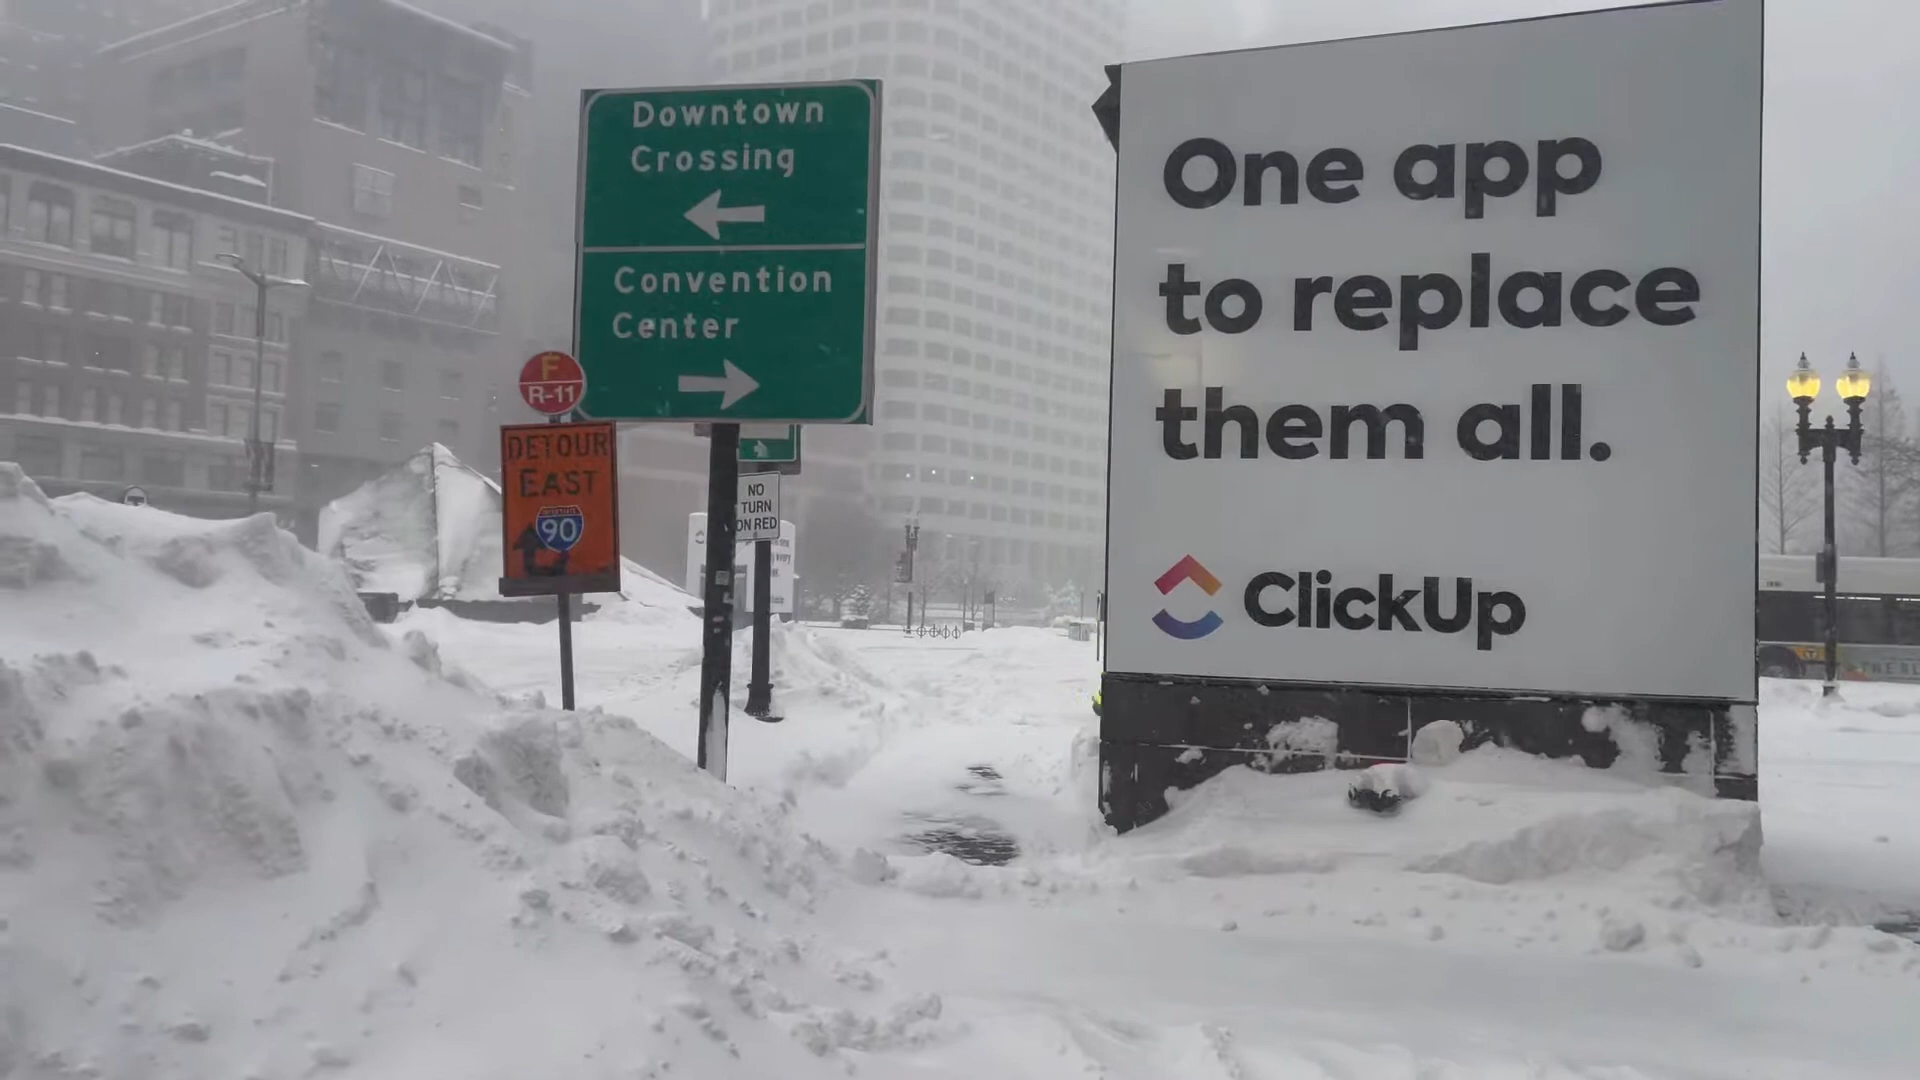 Downtown
Crossing
Convention
Center
F
R-11
DETOUR
EAST
INTERSTATE
90
NO
TURN
ON RED
One app
to replace
them all.
ClickUp